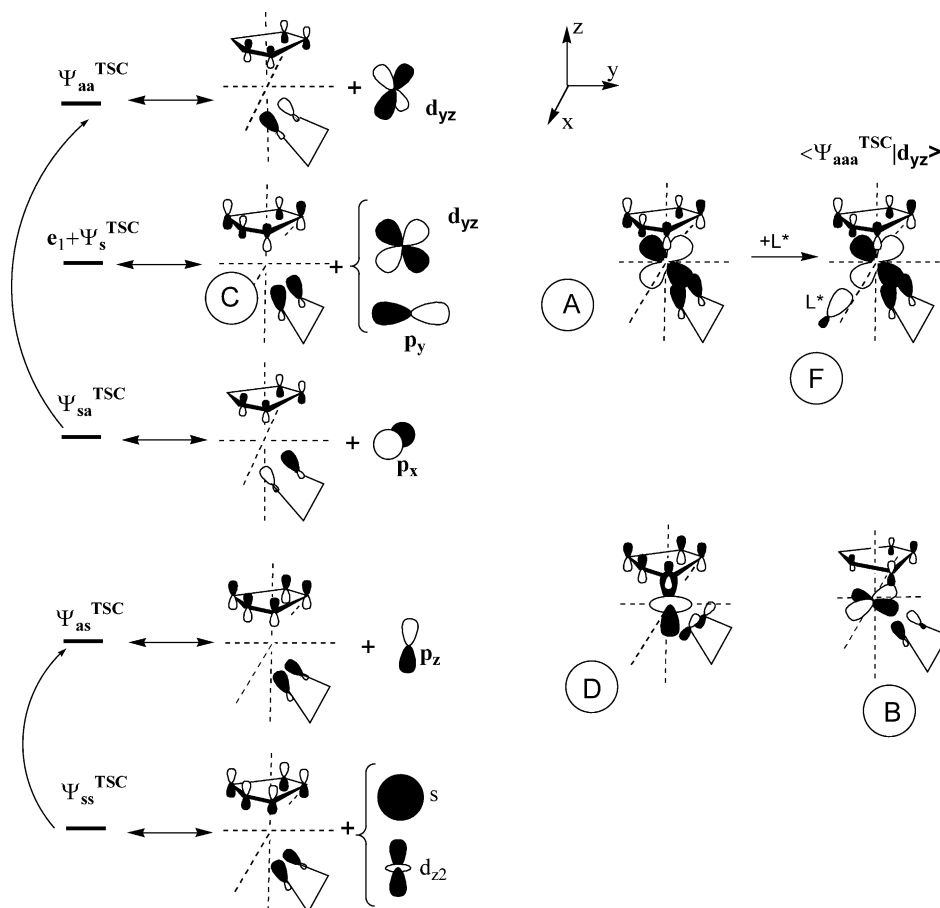 z
y
x
Ψaa^TSC
+
dyz
<Ψaaa^TSC|dyz>
e1+Ψs^TSC
C
+
dyz
py
A
+L*
L*
F
Ψsa^TSC
+
px
Ψas^TSC
+
pz
D
B
Ψss^TSC
+
s
dz2